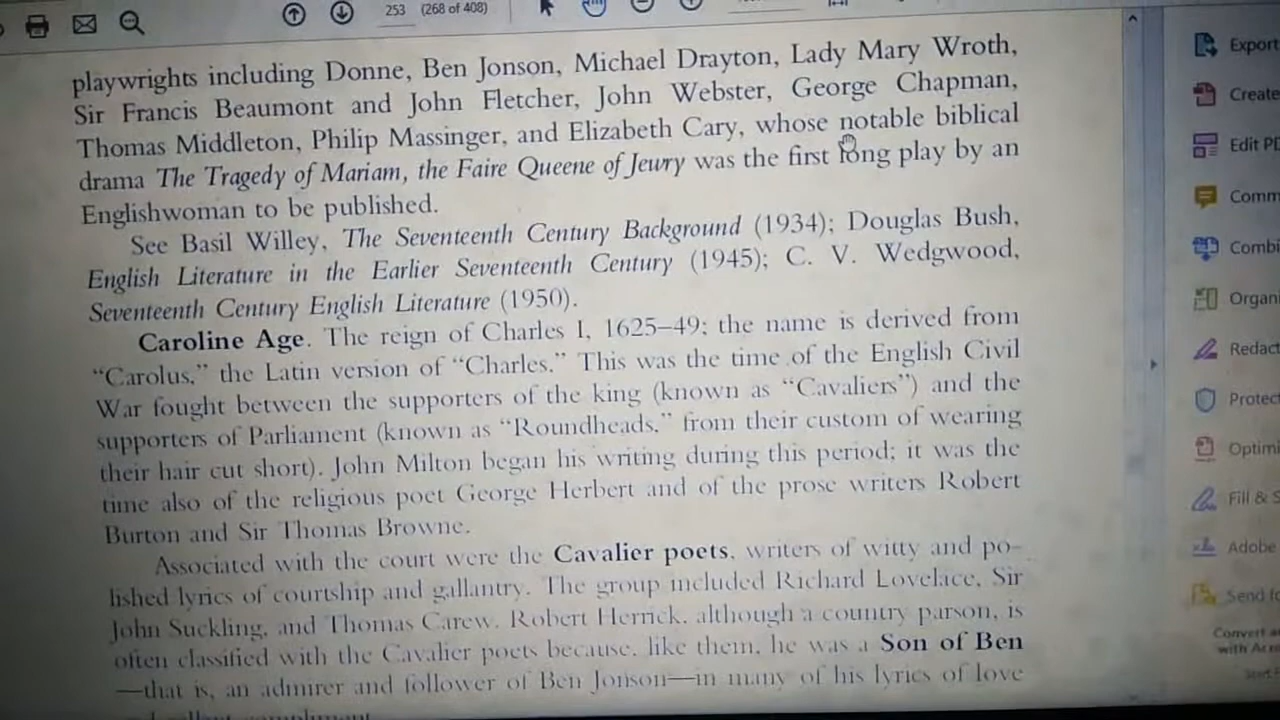 253 (268 of 408)
playwrights including Donne, Ben Jonson, Michael Drayton, Lady Mary Wroth,
Sir Francis Beaumont and John Fletcher, John Webster, George Chapman,
Thomas Middleton, Philip Massinger, and Elizabeth Cary, whose notable biblical
drama The Tragedy of Mariam, the Faire Queene of Jewry was the first long play by an
Englishwoman to be published.
See Basil Willey, The Seventeenth Century Background (1934); Douglas Bush,
English Literature in the Earlier Seventeenth Century (1945); C. V. Wedgwood,
Seventeenth Century English Literature (1950).
Caroline Age. The reign of Charles I, 1625–49; the name is derived from
“Carolus,” the Latin version of “Charles.” This was the time of the English Civil
War fought between the supporters of the king (known as “Cavaliers”) and the
supporters of Parliament (known as “Roundheads,” from their custom of wearing
their hair cut short). John Milton began his writing during this period; it was the
time also of the religious poet George Herbert and of the prose writers Robert
Burton and Sir Thomas Browne.
Associated with the court were the Cavalier poets, writers of witty and po-
lished lyrics of courtship and gallantry. The group included Richard Lovelace, Sir
John Suckling, and Thomas Carew. Robert Herrick, although a country parson, is
often classified with the Cavalier poets because, like them, he was a Son of Ben
—that is, an admirer and follower of Ben Jonson—in many of his lyrics of love
Export
Create
Edit PD
Comm
Combi
Organ
Redact
Protec
Optimi
Fill & S
Adobe
Send fo
Convert a
with Acro